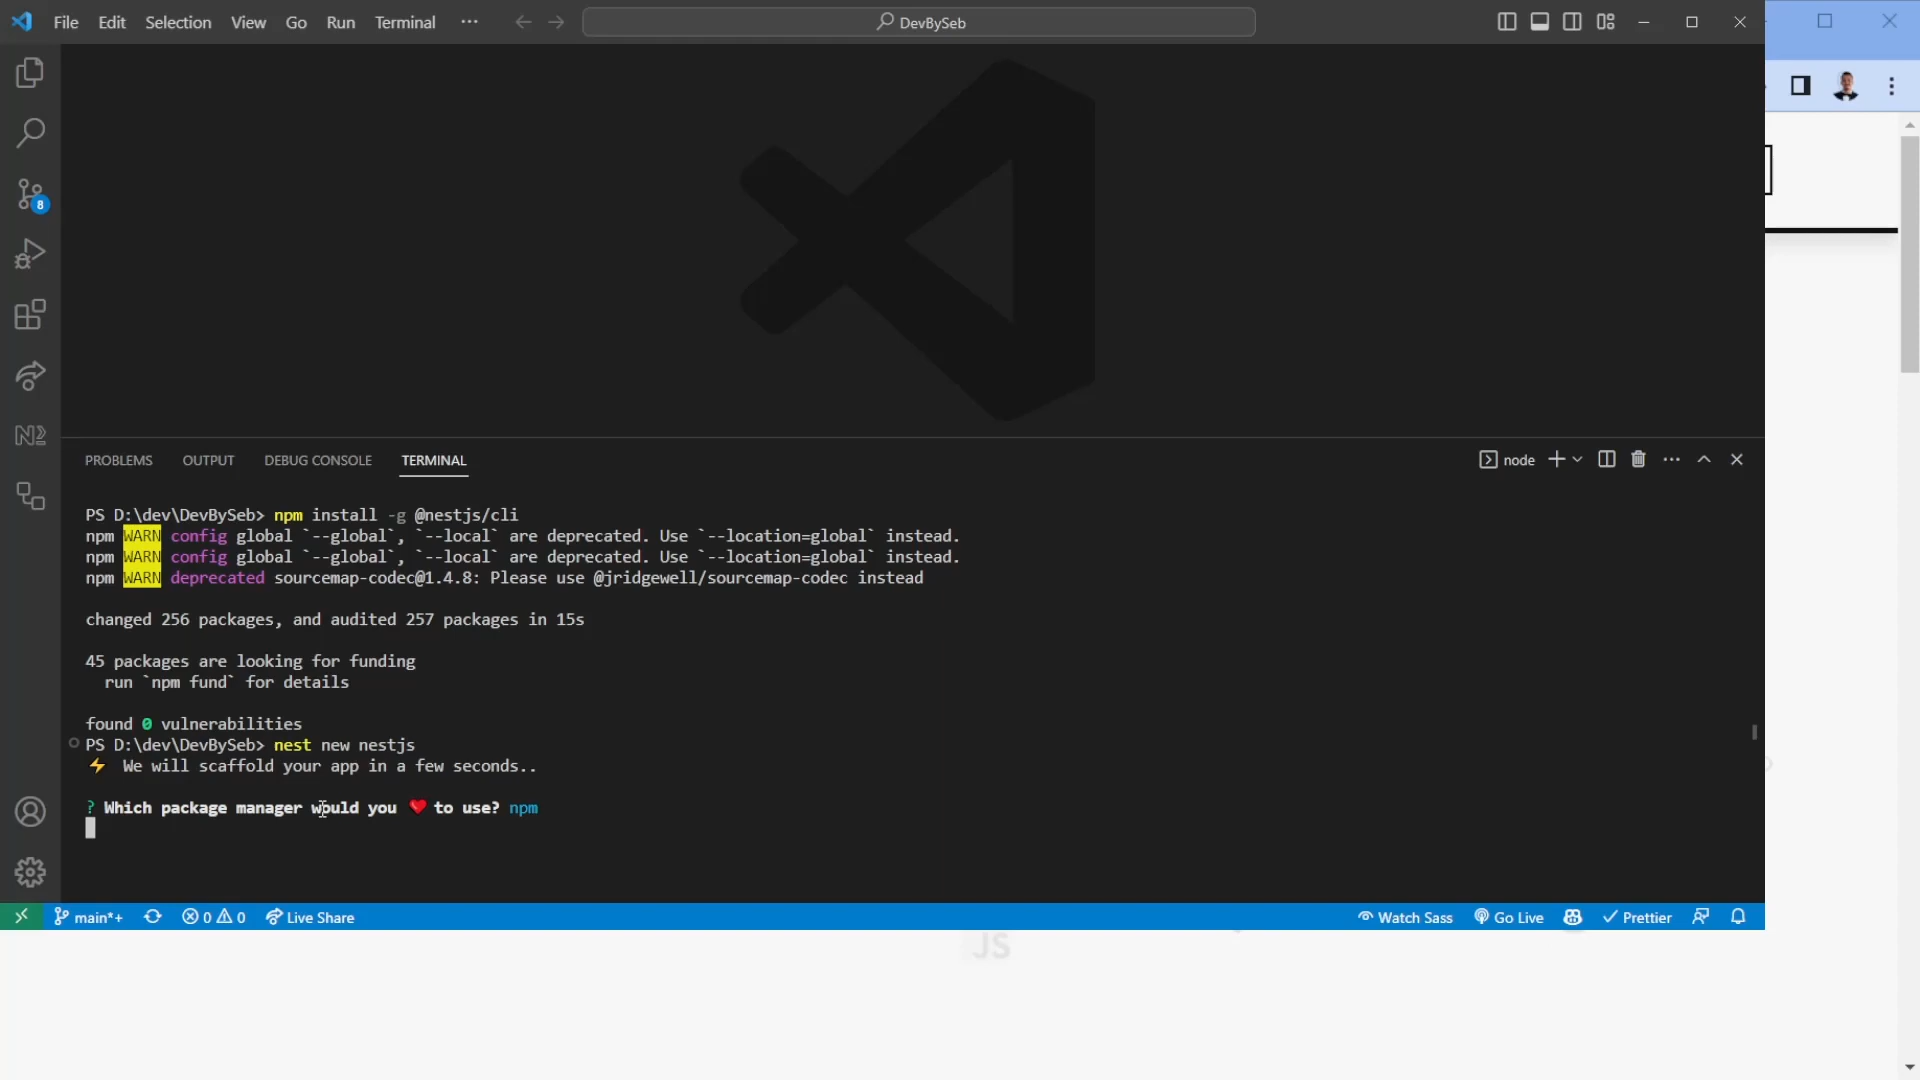 File Edit Selection View Go Run Terminal ···
DevBySeb
8
PROBLEMS OUTPUT DEBUG CONSOLE TERMINAL
node
PS D:\dev\DevBySeb> npm install -g @nestjs/cli
npm WARN config global `--global`, `--local` are deprecated. Use `--location=global` instead.
npm WARN config global `--global`, `--local` are deprecated. Use `--location=global` instead.
npm WARN deprecated sourcemap-codec@1.4.8: Please use @jridgewell/sourcemap-codec instead
changed 256 packages, and audited 257 packages in 15s
45 packages are looking for funding
run `npm fund` for details
found 0 vulnerabilities
PS D:\dev\DevBySeb> nest new nestjs
⚡ We will scaffold your app in a few seconds..
? Which package manager would you ❤️ to use? npm
main*+ 0 0 Live Share Watch Sass Go Live Prettier
JS